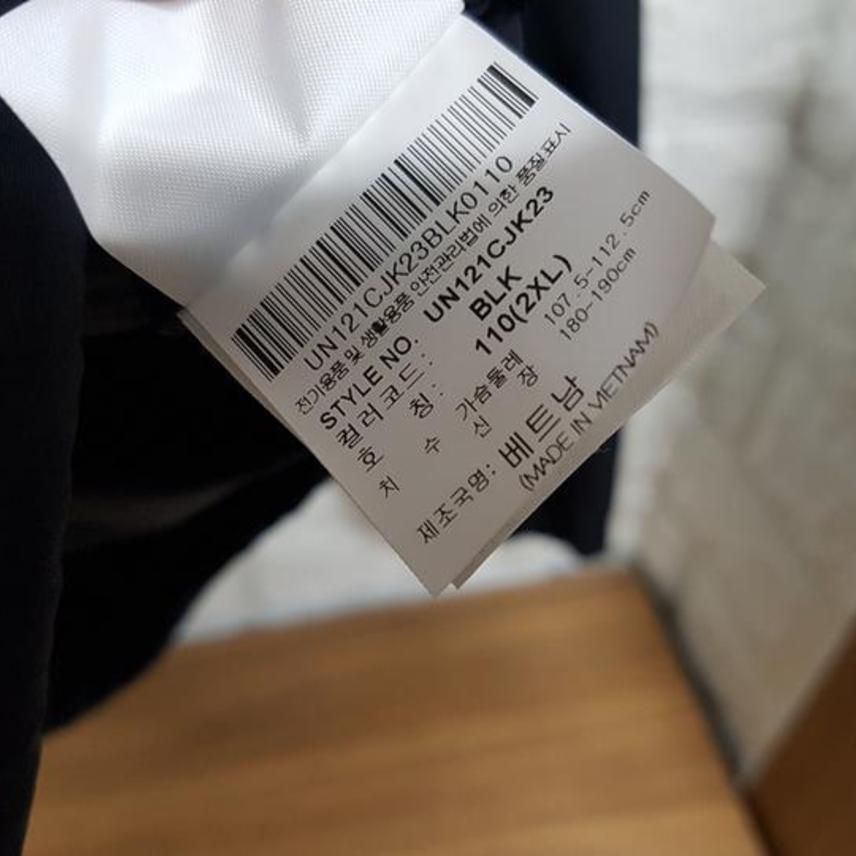 UN121CJK23BLK0110
전기용품 및 생활용품 안전관리법에 의한 품질표시
STYLE NO. UN121CJK23
컬러코드: BLK
호 칭: 110(2XL)
치 수 가슴둘레 107.5-112.5cm
신 장 180-190cm
제조국명: 베트남
(MADE IN VIETNAM)